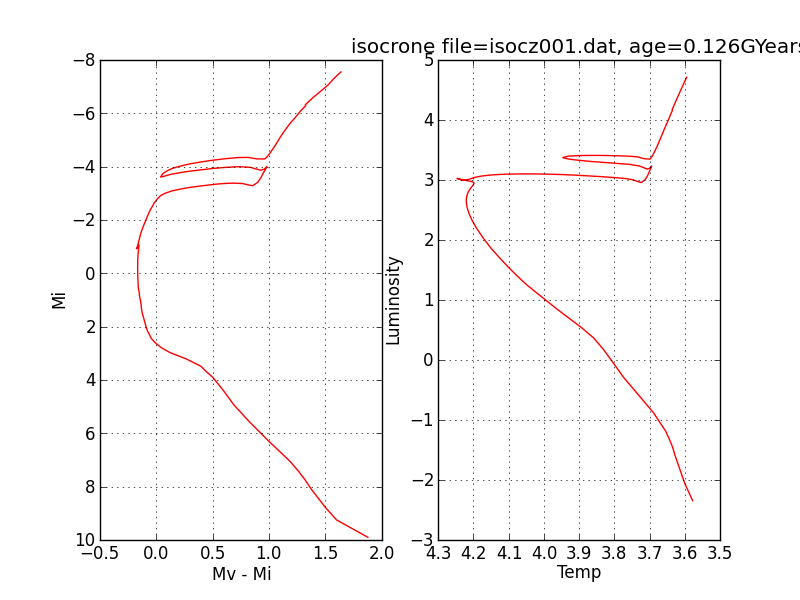 isocrone file=isocz001.dat, age=0.126GYears
−8
−6
−4
−2
0
2
4
6
8
10
Mi
−0.5 0.0 0.5 1.0 1.5 2.0
Mv - Mi
5
4
3
2
1
0
−1
−2
−3
Luminosity
4.3 4.2 4.1 4.0 3.9 3.8 3.7 3.6 3.5
Temp